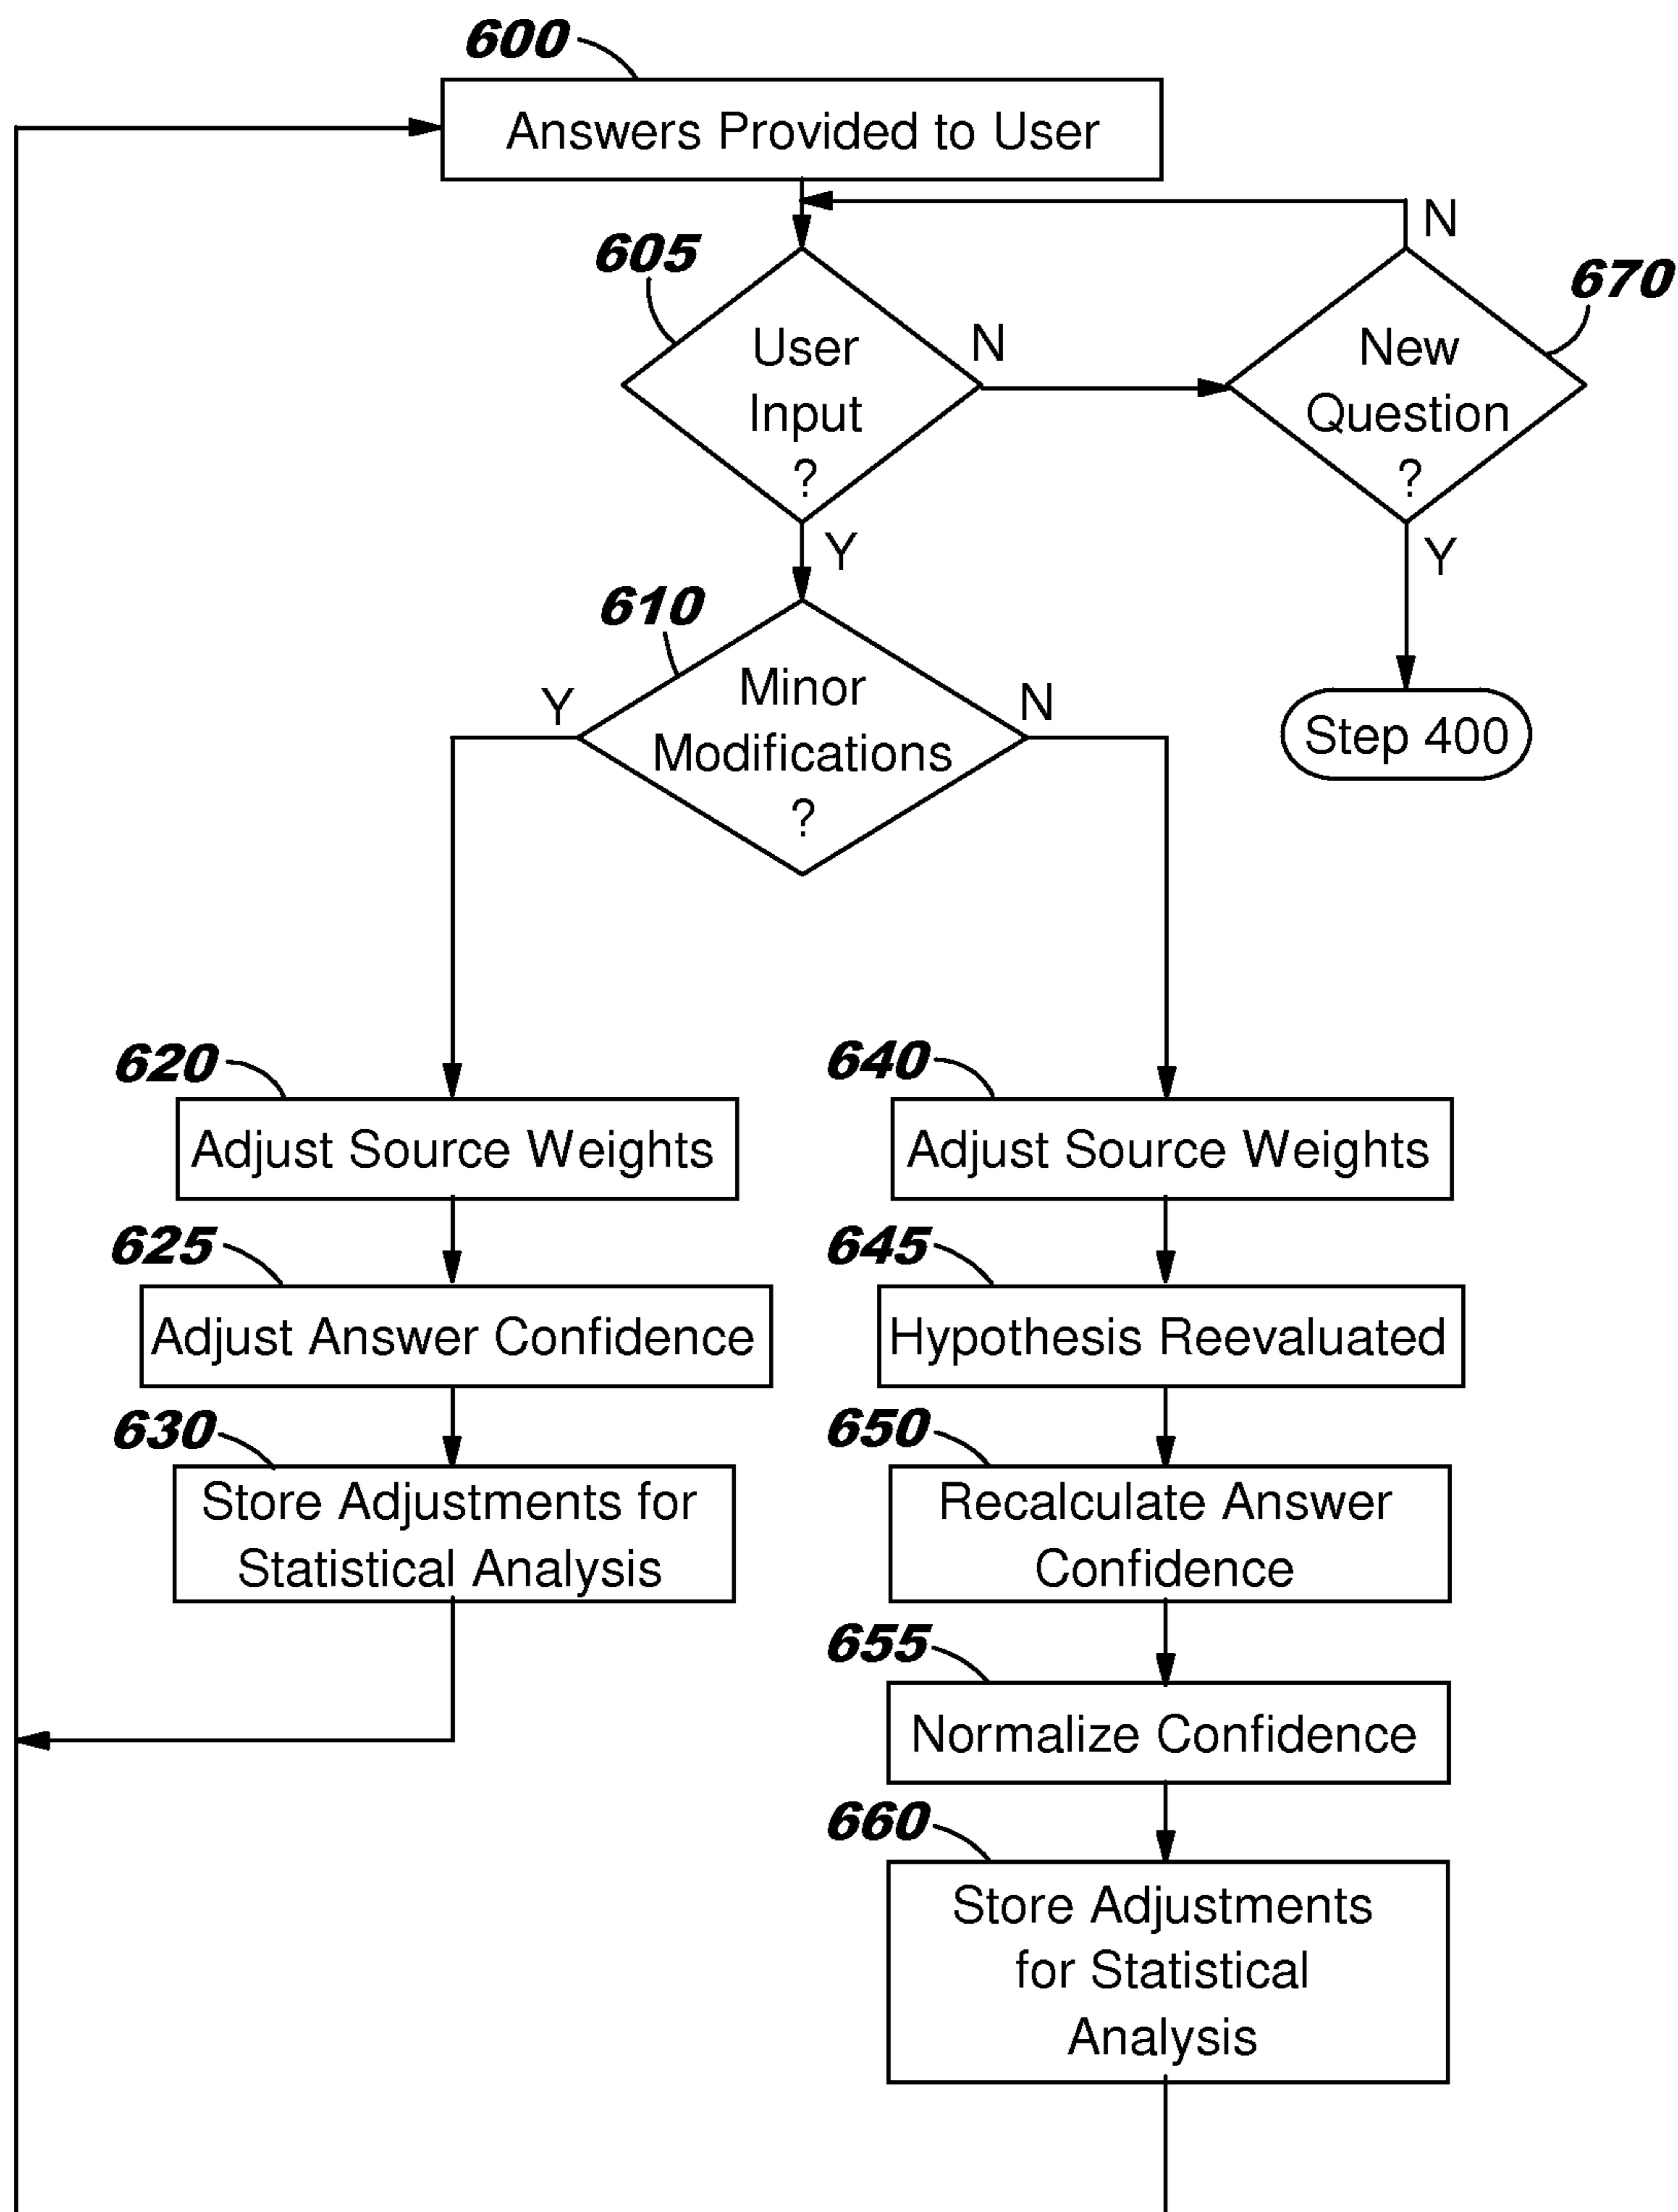 600
Answers Provided to User
N
605
670
User
Input
?
N
New
Question
?
Y
Y
610
Minor
Modifications
?
Y
N
Step 400
620
Adjust Source Weights
640
Adjust Source Weights
625
Adjust Answer Confidence
645
Hypothesis Reevaluated
630
Store Adjustments for
Statistical Analysis
650
Recalculate Answer
Confidence
655
Normalize Confidence
660
Store Adjustments
for Statistical
Analysis